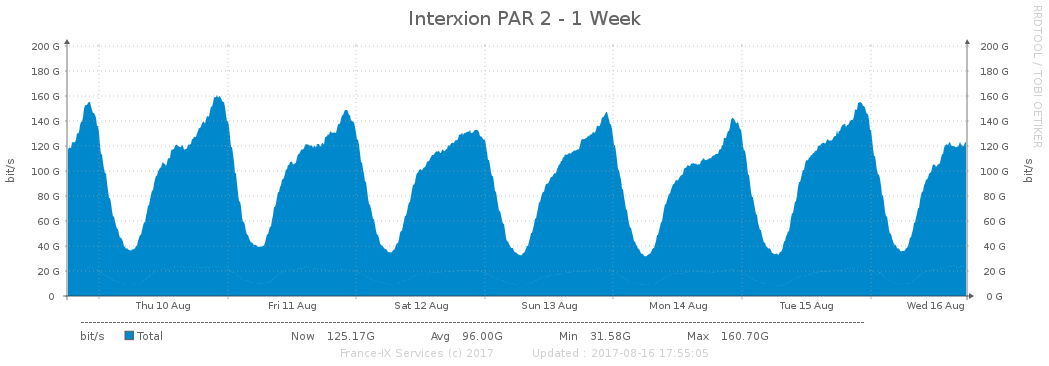 Interxion PAR 2 - 1 Week
RRDTOOL / TOBI OETIKER
200 G 200 G
180 G 180 G
160 G 160 G
140 G 140 G
120 G 120 G
100 G 100 G
80 G 80 G
60 G 60 G
40 G 40 G
20 G 20 G
0 0 G
bit/s bit/s
Thu 10 Aug Fri 11 Aug Sat 12 Aug Sun 13 Aug Mon 14 Aug Tue 15 Aug Wed 16 Aug
bit/s Total Now 125.17G Avg 96.00G Min 31.58G Max 160.70G
France-IX Services (c) 2017 Updated : 2017-08-16 17:55:05